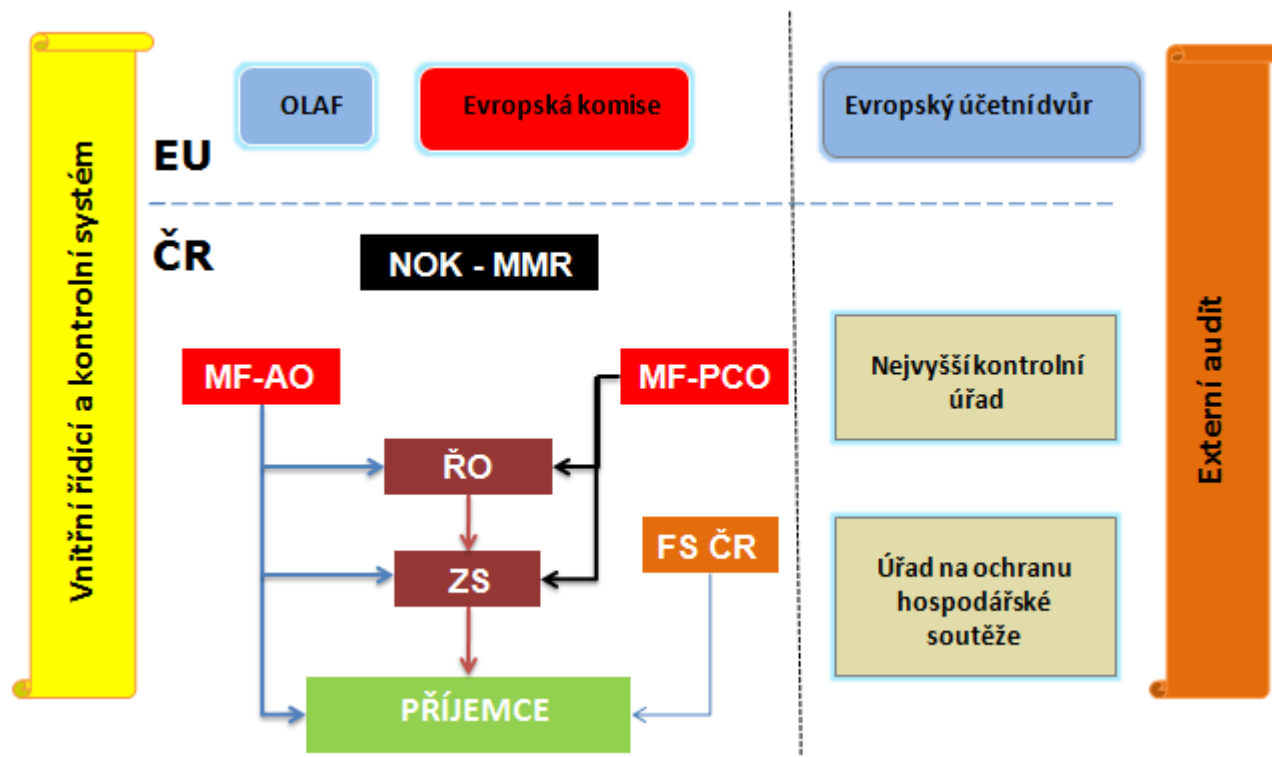 Vnitřní řídící a kontrolní systém
OLAF
Evropská komise
Evropský účetní dvůr
EU
ČR
NOK - MMR
MF-AO
MF-PCO
Nejvyšší kontrolní
úřad
ŘO
FS ČR
ZS
Úřad na ochranu
hospodářské
soutěže
PŘÍJEMCE
Externí audit